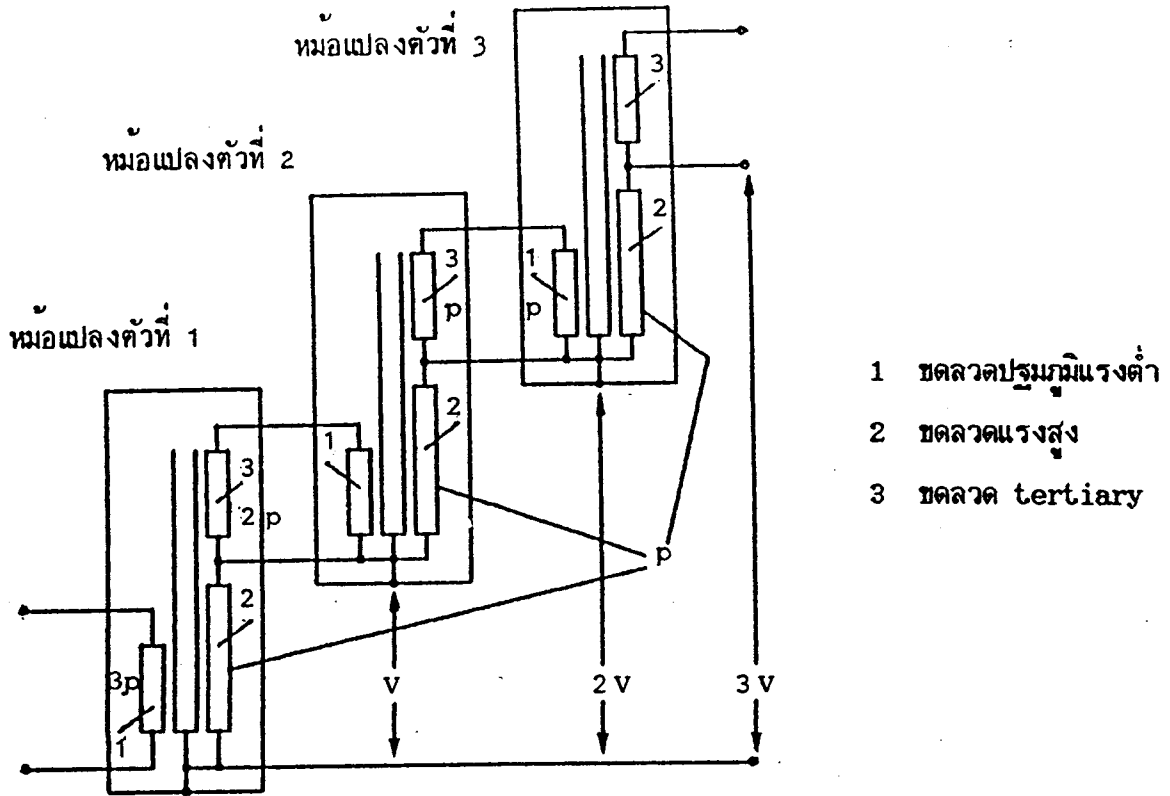 หม้อแปลงตัวที่ 3
3
หม้อแปลงตัวที่ 2
2
3
p
1
p
หม้อแปลงตัวที่ 1
1 ขดลวดปฐมภูมิแรงต่ำ
2
2 ขดลวดแรงสูง
1
3
2 p
3 ขดลวด tertiary
p
2
3p
1
V
2 V
3 V